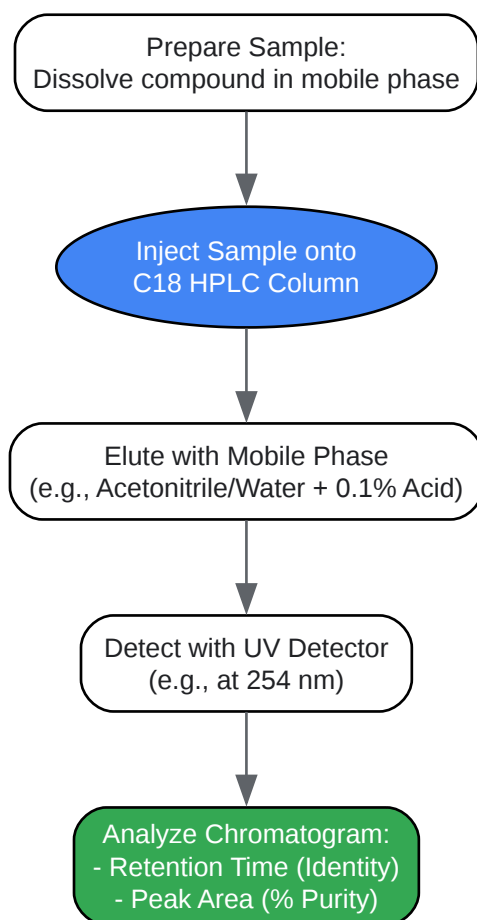 Prepare Sample:
Dissolve compound in mobile phase
Inject Sample onto
C18 HPLC Column
Elute with Mobile Phase
(e.g., Acetonitrile/Water + 0.1% Acid)
Detect with UV Detector
(e.g., at 254 nm)
Analyze Chromatogram:
- Retention Time (Identity)
- Peak Area (% Purity)